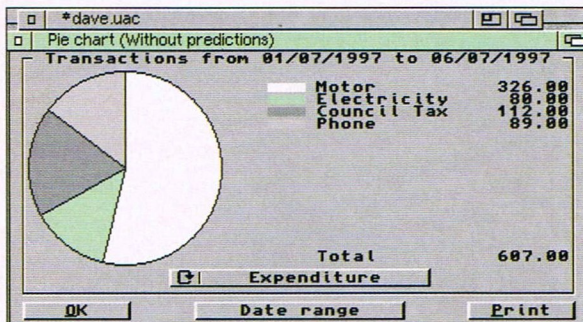 *dave.uac
Pie chart (Without predictions)
Transactions from 01/07/1997 to 06/07/1997
Motor 326.00
Electricity 80.00
Council Tax 112.00
Phone 89.00
Total 607.00
Expenditure
OK Date range Print